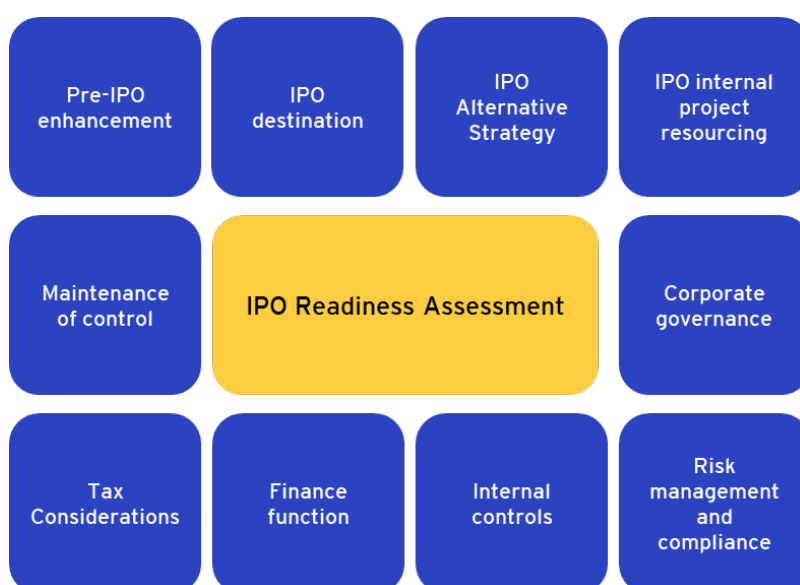 Pre-IPO
enhancement
IPO
destination
IPO
Alternative
Strategy
IPO internal
project
resourcing
Maintenance
of control
IPO Readiness Assessment
Corporate
governance
Tax
Considerations
Finance
function
Internal
controls
Risk
management
and
compliance